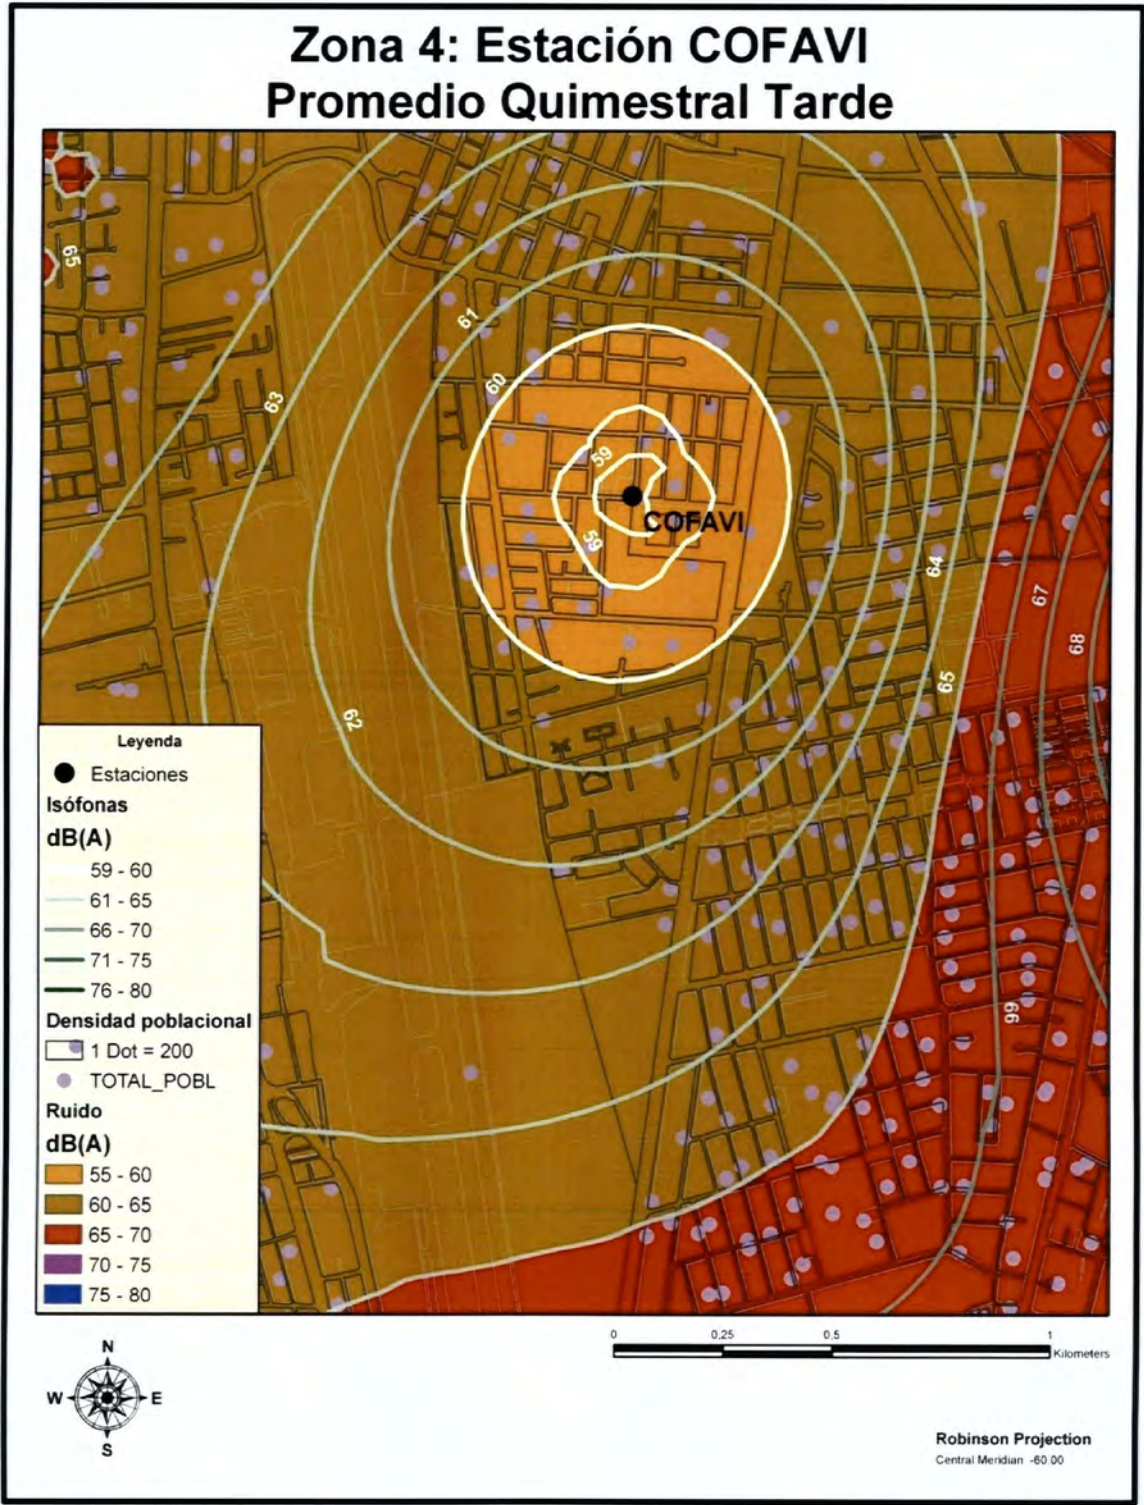 Zona 4: Estación COFAVI
Promedio Quimestral Tarde
65
61
60
63
59
COFAVI
59
64
67
68
65
62
66
Leyenda
Estaciones
Isófonas
dB(A)
59 - 60
61 - 65
66 - 70
71 - 75
76 - 80
Densidad poblacional
1 Dot = 200
TOTAL_POBL
Ruido
dB(A)
55 - 60
60 - 65
65 - 70
70 - 75
75 - 80
0 0,25 0,5 1
Kilometers
N
W E
S
Robinson Projection
Central Meridian -60.00